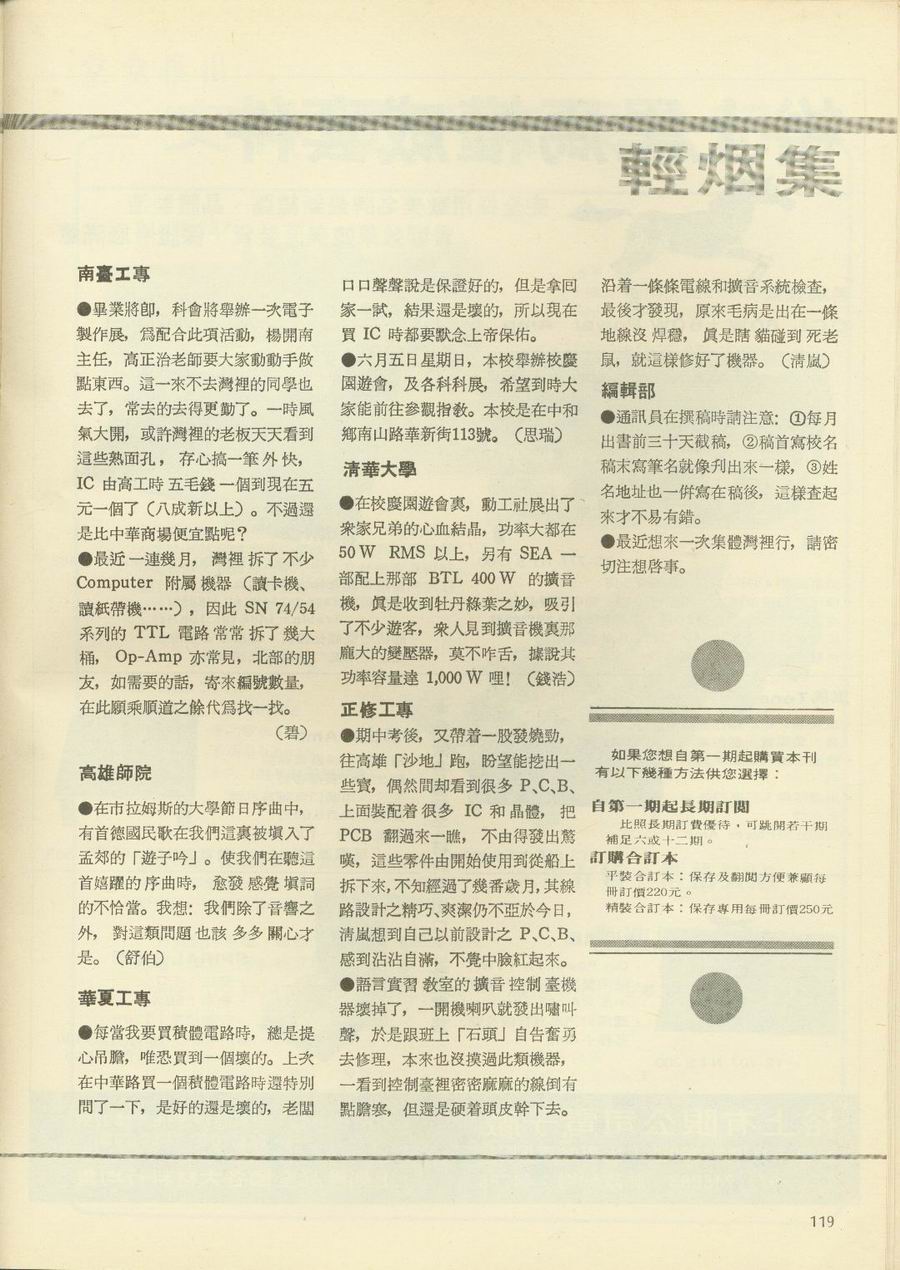 輕烟集
南臺工專
●畢業將卽，科會將舉辦一次電子
製作展，爲配合此項活動，楊開南
主任，高正治老師要大家動動手做
點東西。這一來不去灣裡的同學也
去了，常去的去得更勤了。一時風
氣大開，或許灣裡的老板天天看到
這些熟面孔，存心搞一筆外快，
IC 由高工時五毛錢一個到現在五
元一個了（八成新以上）。不過還
是比中華商場便宜點呢？
●最近一連幾月，灣裡拆了不少
Computer 附屬機器（讀卡機、
讀紙帶機……），因此 SN 74/54
系列的 TTL 電路常常拆了幾大
桶，Op-Amp 亦常見，北部的朋
友，如需要的話，寄來編號數量，
在此願乘順道之餘代爲找一找。
（碧）
高雄師院
●在市拉姆斯的大學節日序曲中，
有首德國民歌在我們這裏被塡入了
孟郊的「遊子吟」。使我們在聽這
首嬉躍的序曲時，愈發感覺塡詞
的不恰當。我想：我們除了音響之
外，對這類問題也該多多關心才
是。（舒伯）
華夏工專
●每當我要買積體電路時，總是提
心吊膽，唯恐買到一個壞的。上次
在中華路買一個積體電路時還特別
問了一下，是好的還是壞的，老闆
口口聲聲說是保證好的，但是拿回
家一試，結果還是壞的，所以現在
買 IC 時都要默念上帝保佑。
●六月五日星期日，本校舉辦校慶
園遊會，及各科科展，希望到時大
家能前往參觀指敎。本校是在中和
鄉南山路華新街113號。（思瑞）
淸華大學
●在校慶園遊會裏，動工社展出了
衆家兄弟的心血結晶，功率大都在
50 W RMS 以上，另有 SEA 一
部配上那部 BTL 400 W 的擴音
機，眞是收到牡丹綠葉之妙，吸引
了不少遊客，衆人見到擴音機裏那
龐大的變壓器，莫不咋舌，據說其
功率容量達 1,000 W 哩！（錢浩）
正修工專
●期中考後，又帶着一股發燒勁，
往高雄「沙地」跑，盼望能挖出一
些寶，偶然間却看到很多 P、C、B、
上面裝配着很多 IC 和晶體，把
PCB 翻過來一瞧，不由得發出驚
嘆，這些零件由開始使用到從船上
拆下來，不知經過了幾番歲月，其線
路設計之精巧、爽潔仍不亞於今日，
淸嵐想到自己以前設計之 P、C、B、
感到沾沾自滿，不覺中臉紅起來。
●語言實習敎室的擴音控制臺機
器壞掉了，一開機喇叭就發出嘯叫
聲，於是跟班上「石頭」自告奮勇
去修理，本來也沒摸過此類機器，
一看到控制臺裡密密麻麻的線倒有
點膽寒，但還是硬着頭皮幹下去。
沿着一條條電線和擴音系統檢查，
最後才發現，原來毛病是出在一條
地線沒焊穩，眞是瞎貓碰到死老
鼠，就這樣修好了機器。（淸嵐）
編輯部
●通訊員在撰稿時請注意：①每月
出書前三十天截稿，②稿首寫校名
稿末寫筆名就像刋出來一樣，③姓
名地址也一倂寫在稿後，這樣查起
來才不易有錯。
●最近想來一次集體灣裡行，請密
切注想啓事。
如果您想自第一期起購買本刊
有以下幾種方法供您選擇：
自第一期起長期訂閱
比照長期訂費優待，可跳開若干期
補足六或十二期。
訂購合訂本
平裝合訂本：保存及翻閱方便兼顧每
冊訂價220元。
精裝合訂本：保存專用每冊訂價250元
119